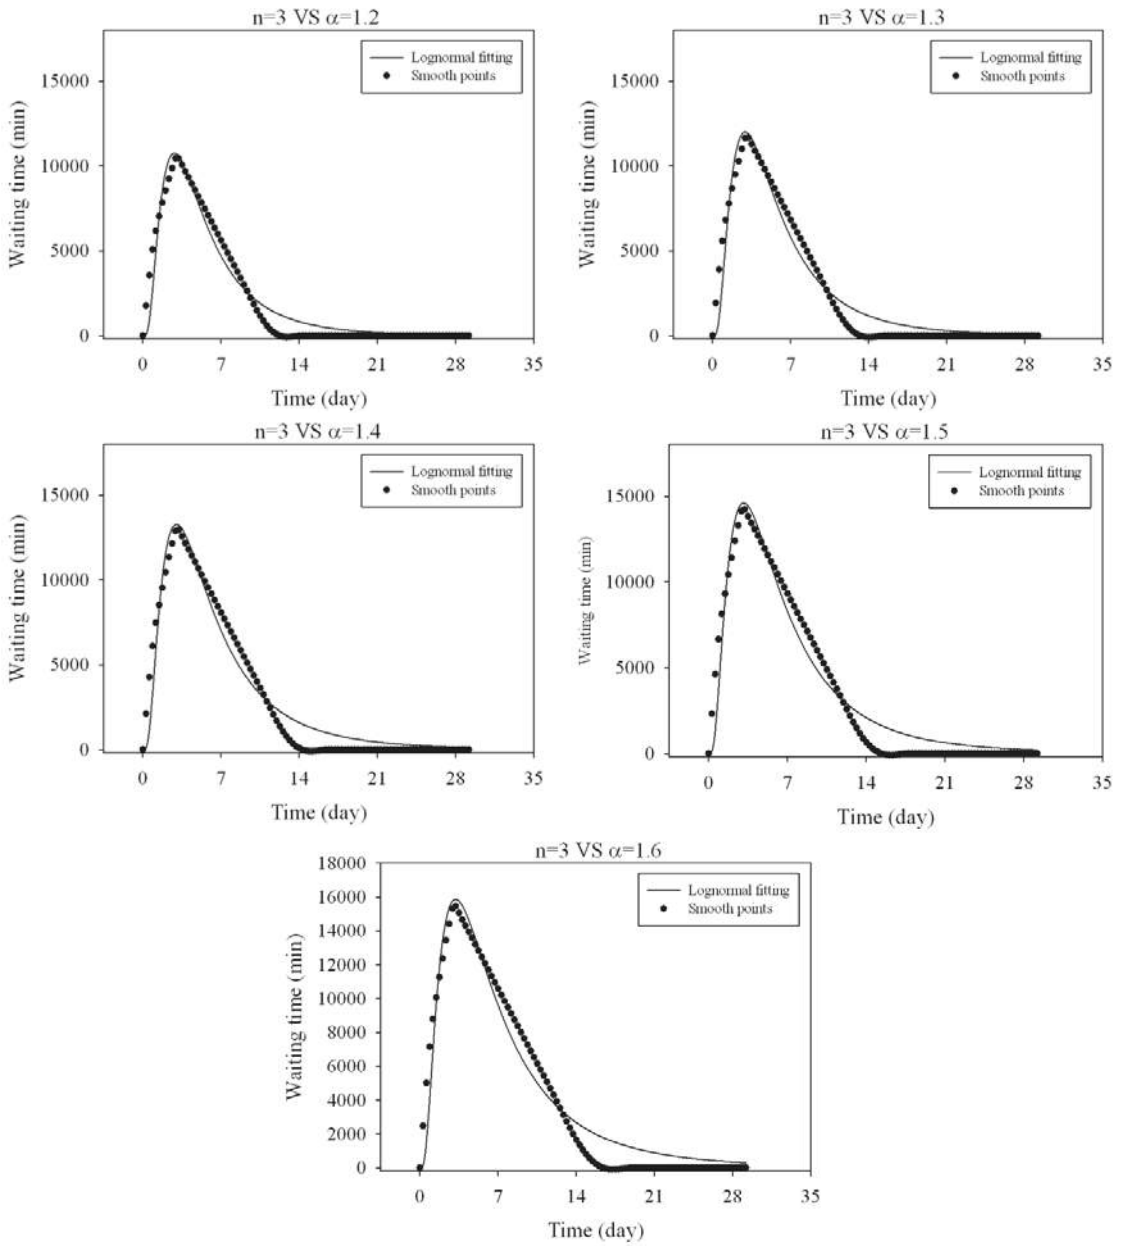 n=3 VS α=1.2
Lognormal fitting
Smooth points
15000
10000
5000
0
Waiting time (min)
0 7 14 21 28 35
Time (day)
n=3 VS α=1.3
Lognormal fitting
Smooth points
15000
10000
5000
0
Waiting time (min)
0 7 14 21 28 35
Time (day)
n=3 VS α=1.4
Lognormal fitting
Smooth points
15000
10000
5000
0
Waiting time (min)
0 7 14 21 28 35
Time (day)
n=3 VS α=1.5
Lognormal fitting
Smooth points
15000
10000
5000
0
Waiting time (min)
0 7 14 21 28 35
Time (day)
n=3 VS α=1.6
Lognormal fitting
Smooth points
18000
16000
14000
12000
10000
8000
6000
4000
2000
0
Waiting time (min)
0 7 14 21 28 35
Time (day)